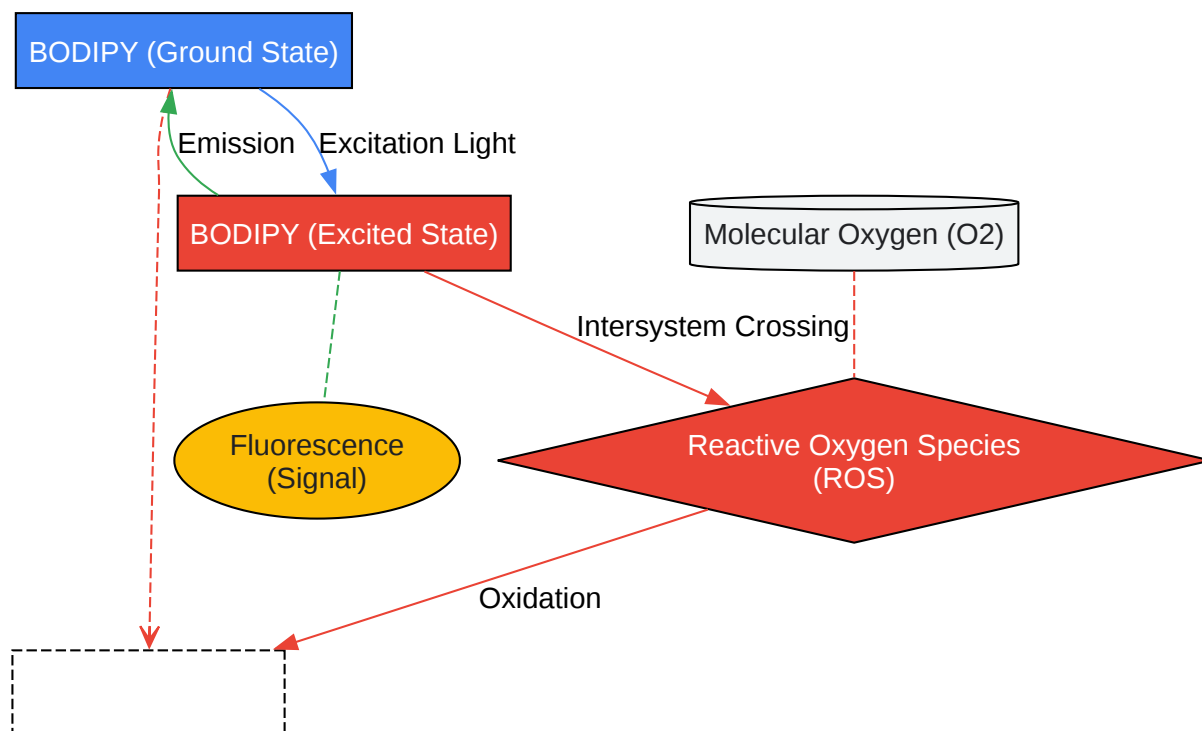 BODIPY (Ground State)
Emission
Excitation Light
BODIPY (Excited State)
Molecular Oxygen (O2)
Intersystem Crossing
Fluorescence
(Signal)
Reactive Oxygen Species
(ROS)
Oxidation